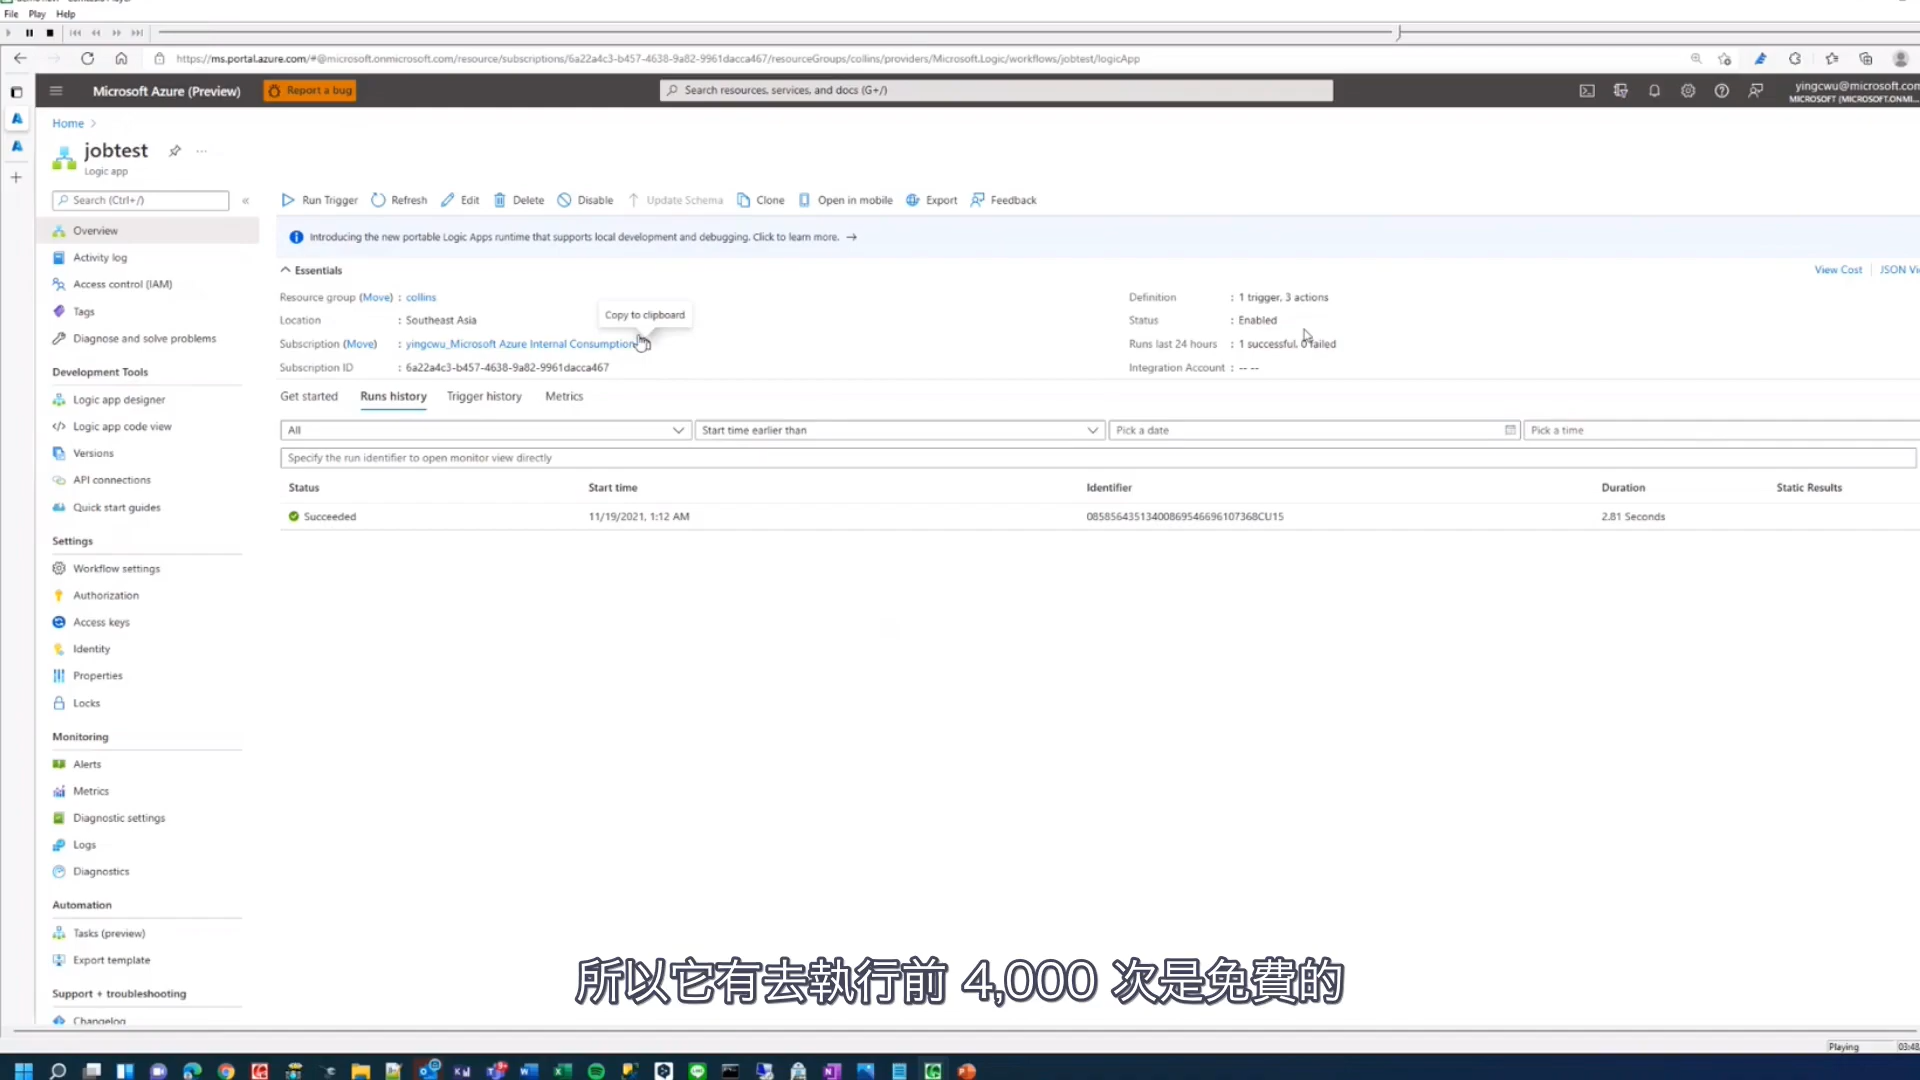 File Play Help
https://ms.portal.azure.com/#@microsoft.onmicrosoft.com/resource/subscriptions/6a22a4c3-b457-4638-9a82-9961dacca467/resourceGroups/collins/providers/Microsoft.Logic/workflows/jobtest/logicApp
Microsoft Azure (Preview) Report a bug Search resources, services, and docs (G+/) yingcwu@microsoft.com
MICROSOFT (MICROSOFT.ONMI...
Home >
jobtest
Logic app
Search (Ctrl+/) «
Run Trigger Refresh Edit Delete Disable Update Schema Clone Open in mobile Export Feedback
Overview
Activity log
Access control (IAM)
Tags
Diagnose and solve problems
Development Tools
Logic app designer
Logic app code view
Versions
API connections
Quick start guides
Settings
Workflow settings
Authorization
Access keys
Identity
Properties
Locks
Monitoring
Alerts
Metrics
Diagnostic settings
Logs
Diagnostics
Automation
Tasks (preview)
Export template
Support + troubleshooting
Changelog
Introducing the new portable Logic Apps runtime that supports local development and debugging. Click to learn more. →
Essentials
View Cost JSON Vi
Resource group (Move) : collins
Location : Southeast Asia
Subscription (Move) : yingcwu_Microsoft Azure Internal Consumption
Subscription ID : 6a22a4c3-b457-4638-9a82-9961dacca467
Copy to clipboard
Definition : 1 trigger, 3 actions
Status : Enabled
Runs last 24 hours : 1 successful, 0 failed
Integration Account : -- --
Get started Runs history Trigger history Metrics
All Start time earlier than Pick a date Pick a time
Specify the run identifier to open monitor view directly
Status Start time Identifier Duration Static Results
Succeeded 11/19/2021, 1:12 AM 08585643513400869546696107368CU15 2.81 Seconds
所以它有去執行前 4,000 次是免費的
Playing 03:48